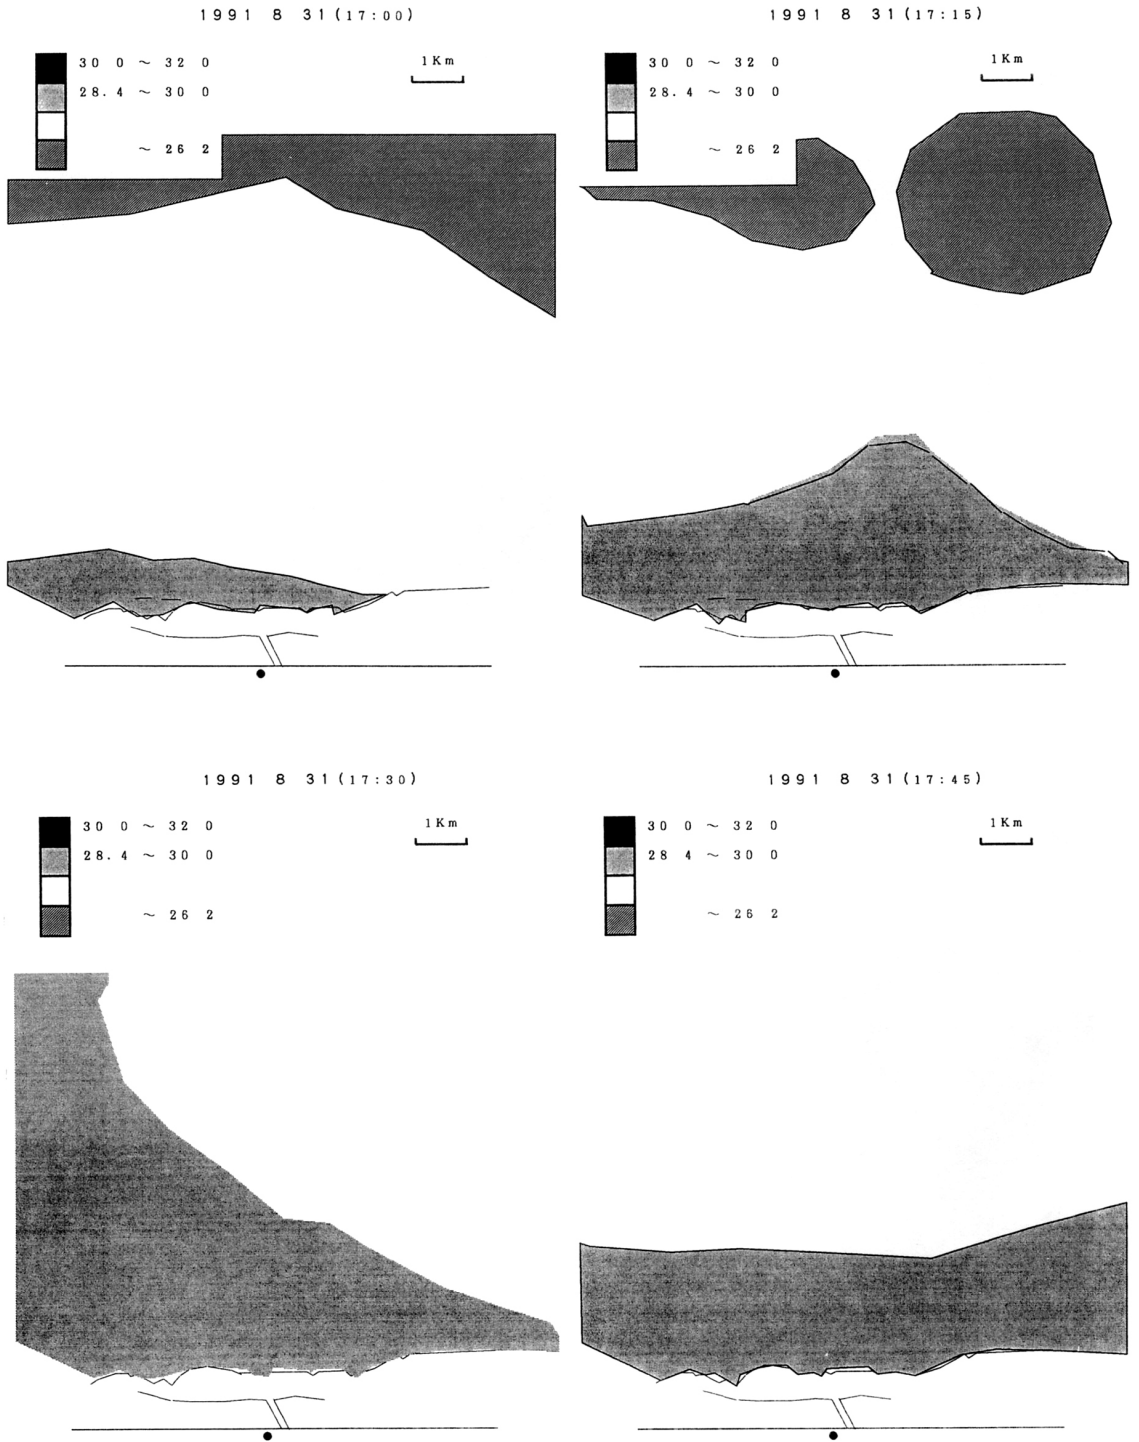 1991 8 31(17:00)
30 0 ~ 32 0
28.4 ~ 30 0
~ 26 2
1Km
1991 8 31(17:15)
30 0 ~ 32 0
28.4 ~ 30 0
~ 26 2
1Km
1991 8 31(17:30)
30 0 ~ 32 0
28.4 ~ 30 0
~ 26 2
1Km
1991 8 31(17:45)
30 0 ~ 32 0
28 4 ~ 30 0
~ 26 2
1Km